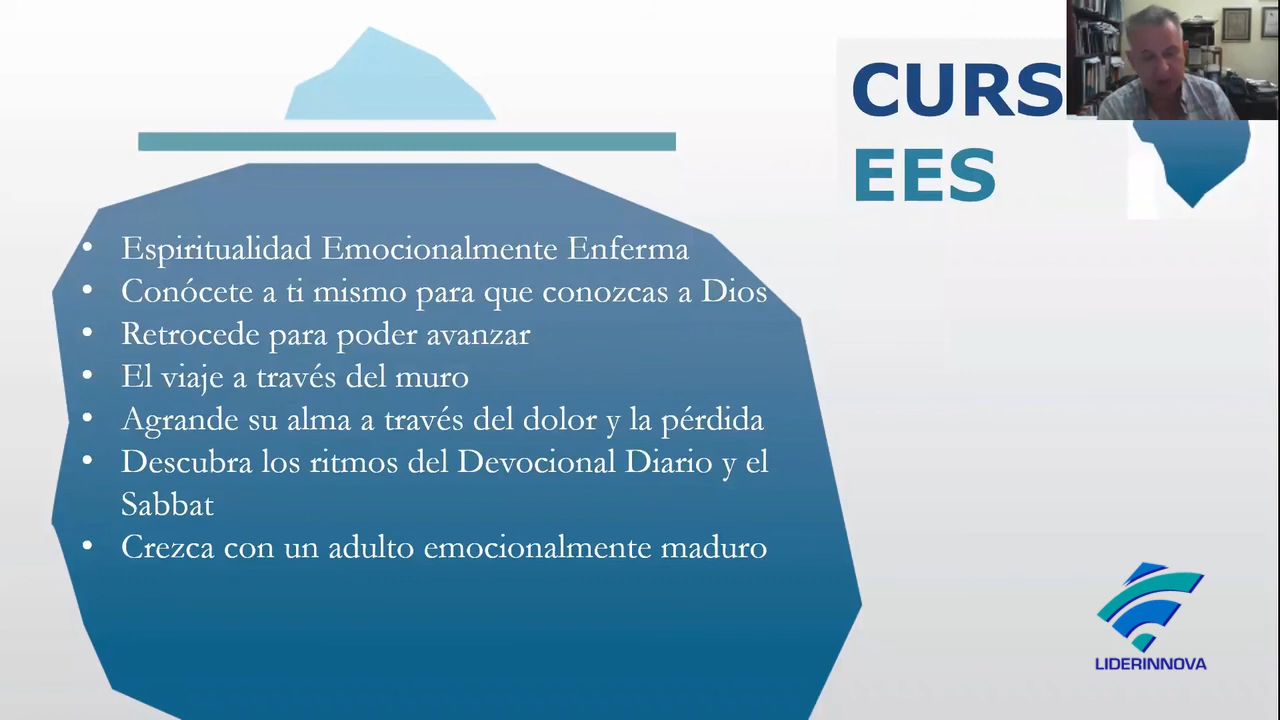 CURS
EES
• Espiritualidad Emocionalmente Enferma
• Conócete a ti mismo para que conozcas a Dios
• Retrocede para poder avanzar
• El viaje a través del muro
• Agrande su alma a través del dolor y la pérdida
• Descubra los ritmos del Devocional Diario y el
Sabbat
• Crezca con un adulto emocionalmente maduro
LIDERINNOVA